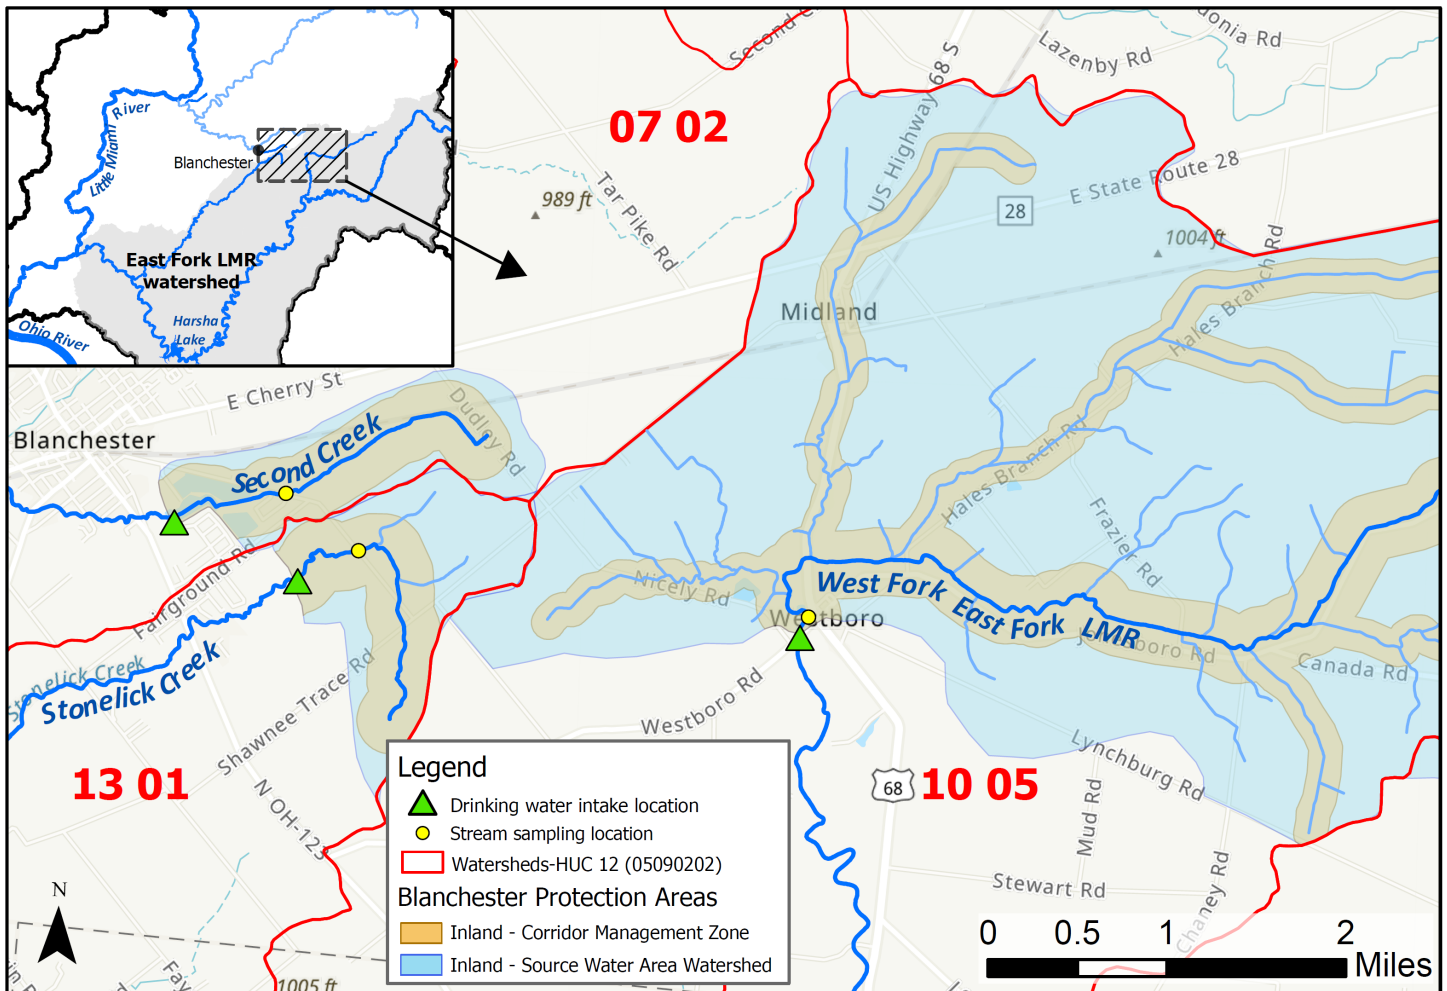 Little Miami
River
Blanchester
East Fork LMR
watershed
Harsha
Lake
Ohio River
07 02
989 ft
Tar Pike Rd
US Highway 68 S
Lazenby Rd
28
E State Route 28
1004 ft
Midland
Hales Branch Rd
E Cherry St
Blanchester
Second Creek
Dudley Rd
Hales Branch Rd
Frazier Rd
Fairground Rd
Nicely Rd
West Fork East Fork LMR
Westboro
Canada Rd
Stonelick Creek
Stonelick Creek
Shawnee Trace Rd
Westboro Rd
Lynchburg Rd
13 01
N OH-123
68
10 05
Mud Rd
Stewart Rd
Chaney Rd
1005 ft
N
Legend
Drinking water intake location
Stream sampling location
Watersheds-HUC 12 (05090202)
Blanchester Protection Areas
Inland - Corridor Management Zone
Inland - Source Water Area Watershed
0 0.5 1 2
Miles